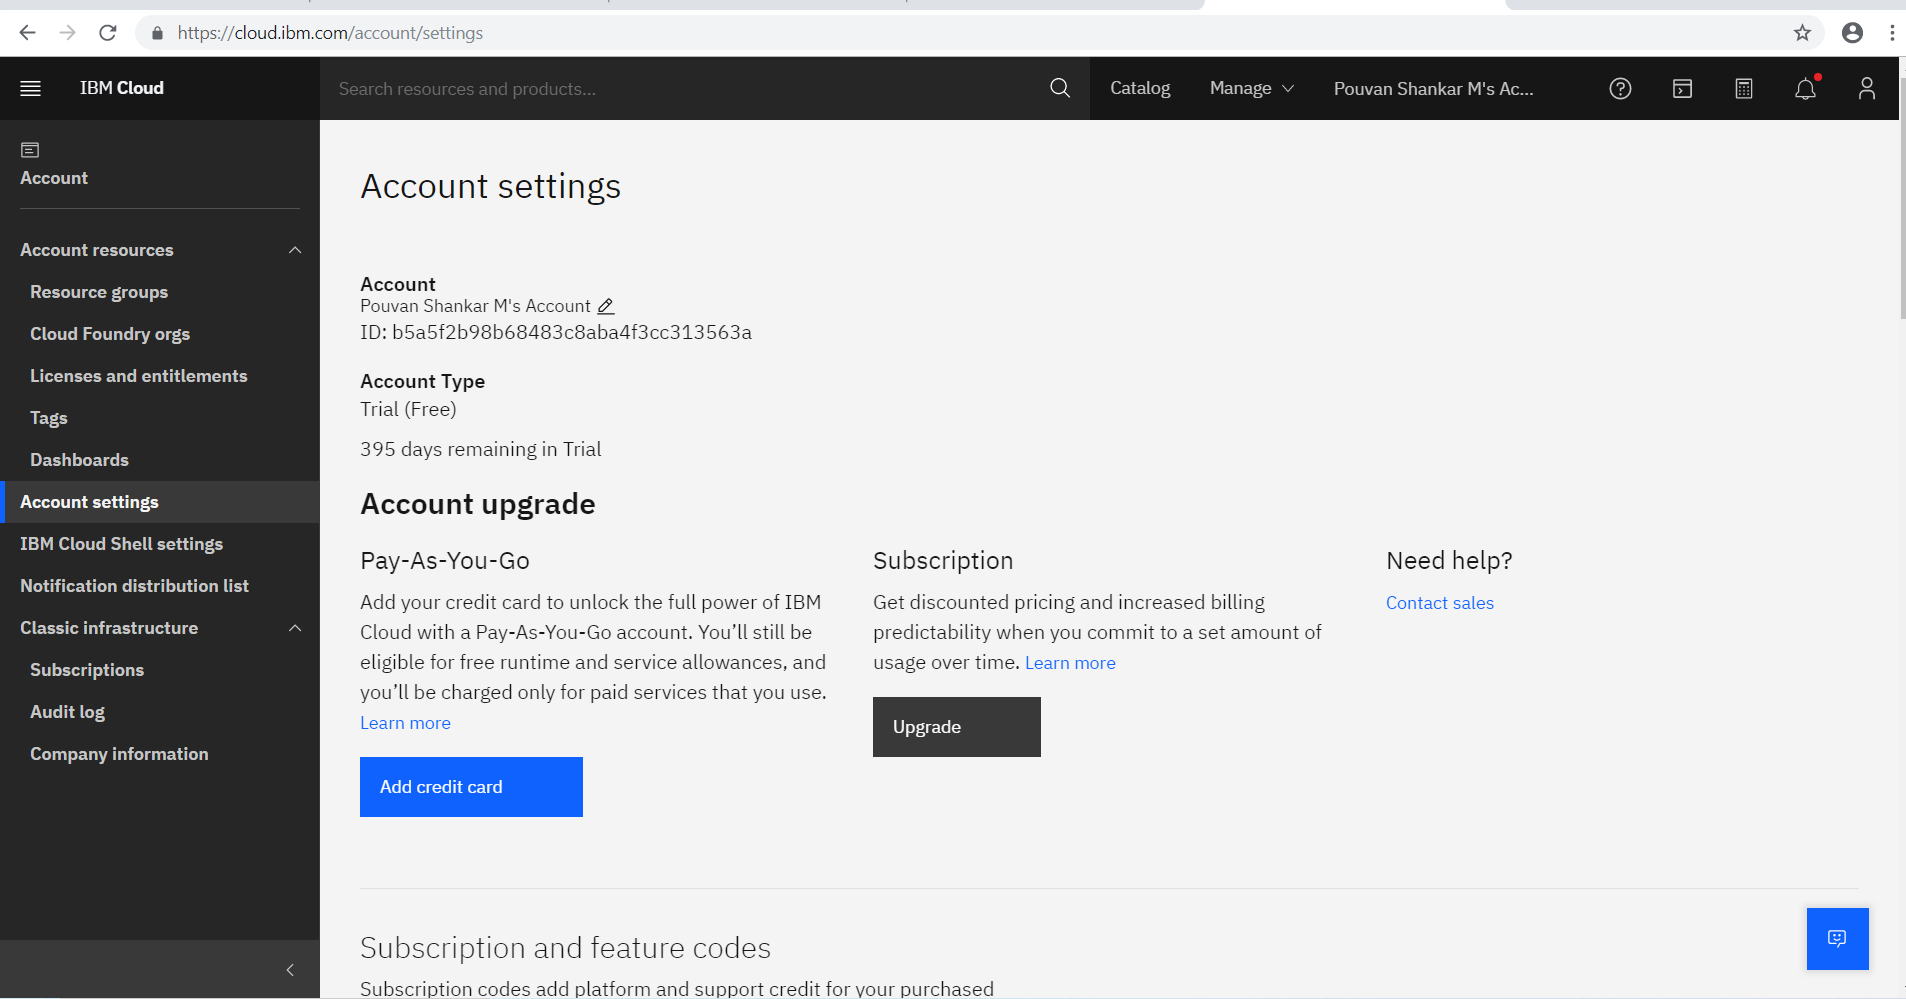 https://cloud.ibm.com/account/settings
IBM Cloud
Search resources and products...
Catalog
Manage
Pouvan Shankar M's Ac...
Account
Account resources
Resource groups
Cloud Foundry orgs
Licenses and entitlements
Tags
Dashboards
Account settings
IBM Cloud Shell settings
Notification distribution list
Classic infrastructure
Subscriptions
Audit log
Company information
Account settings
Account
Pouvan Shankar M's Account
ID: b5a5f2b98b68483c8aba4f3cc313563a
Account Type
Trial (Free)
395 days remaining in Trial
Account upgrade
Pay-As-You-Go
Add your credit card to unlock the full power of IBM
Cloud with a Pay-As-You-Go account. You’ll still be
eligible for free runtime and service allowances, and
you’ll be charged only for paid services that you use.
Learn more
Add credit card
Subscription
Get discounted pricing and increased billing
predictability when you commit to a set amount of
usage over time. Learn more
Upgrade
Need help?
Contact sales
Subscription and feature codes
Subscription codes add platform and support credit for your purchased